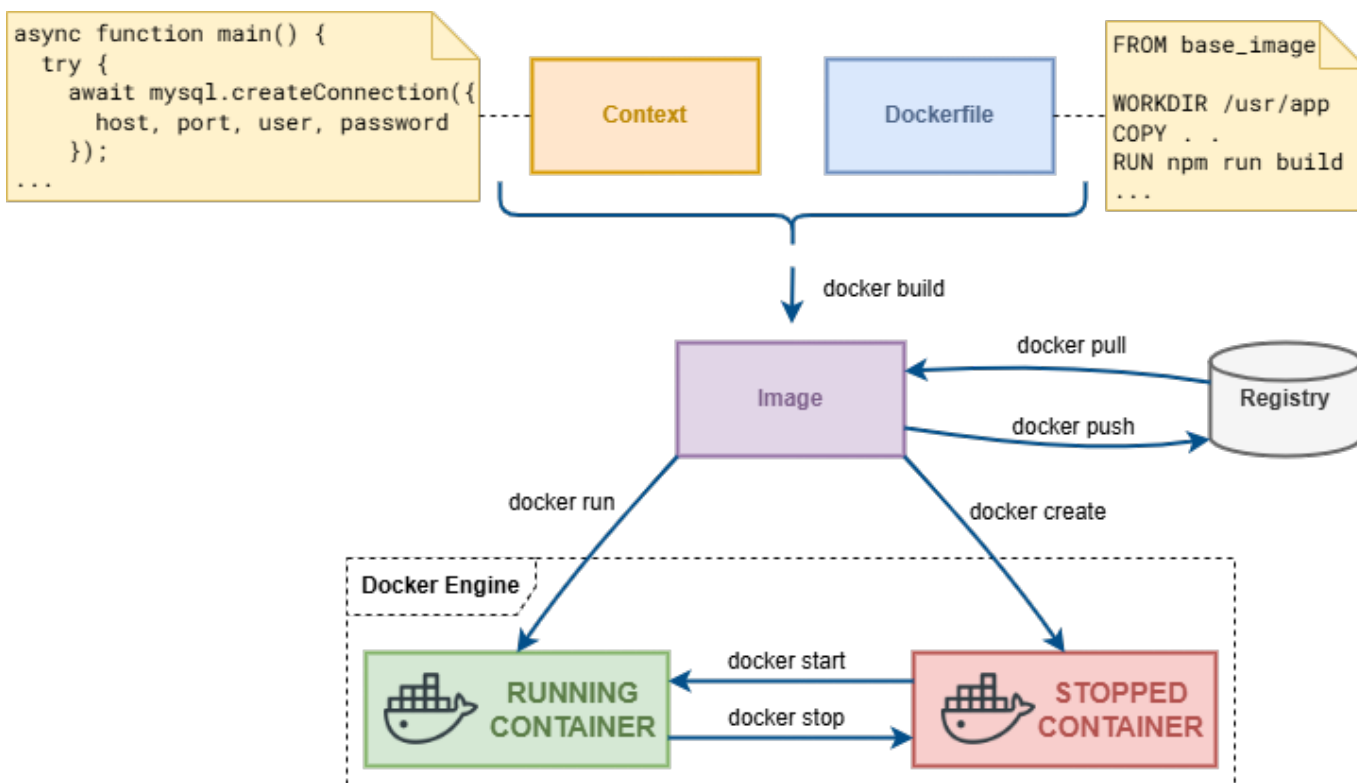 async function main() {
try {
await mysql.createConnection({
host, port, user, password
});
...
Context
Dockerfile
FROM base_image
WORKDIR /usr/app
COPY . .
RUN npm run build
...
docker build
docker pull
Image
Registry
docker push
docker run
docker create
Docker Engine
RUNNING
CONTAINER
docker start
docker stop
STOPPED
CONTAINER